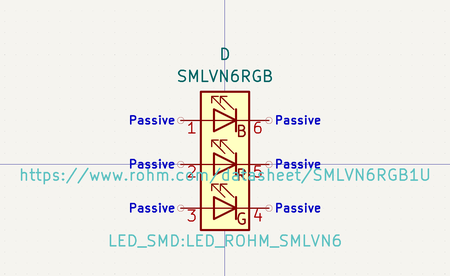 D
SMLVN6RGB
Passive 1 B 6 Passive
Passive 2 R 5 Passive
https://www.rohm.com/datasheet/SMLVN6RGB1U
Passive 3 G 4 Passive
LED_SMD:LED_ROHM_SMLVN6